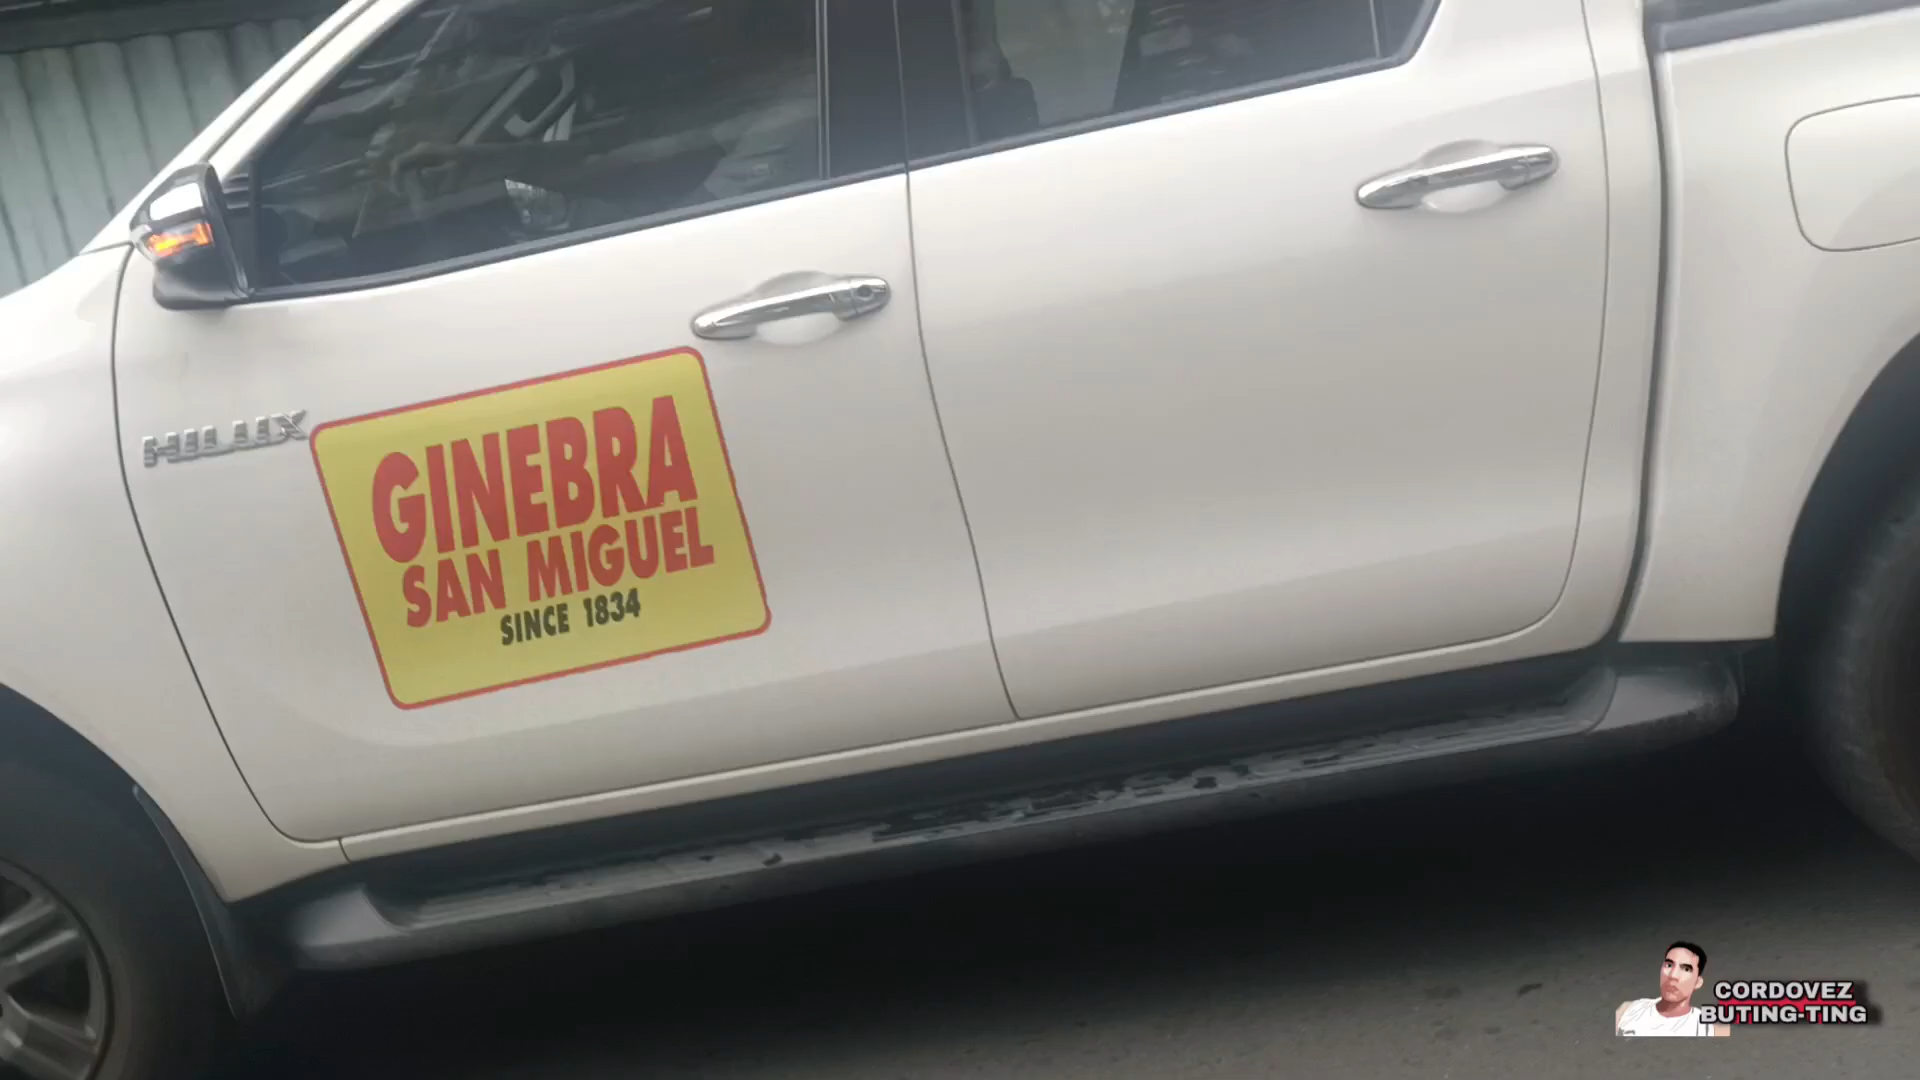 HILUX
GINEBRA
SAN MIGUEL
SINCE 1834
CORDOVEZ
BUTING-TING